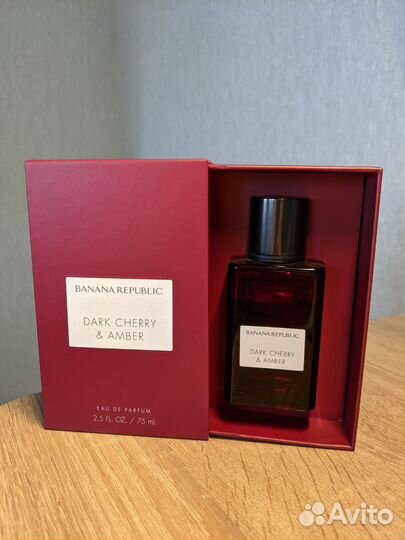 BANANA REPUBLIC
DARK CHERRY
& AMBER
EAU DE PARFUM
2.5 FL. OZ. / 75 mL
BANANA REPUBLIC
DARK CHERRY
& AMBER
Avito